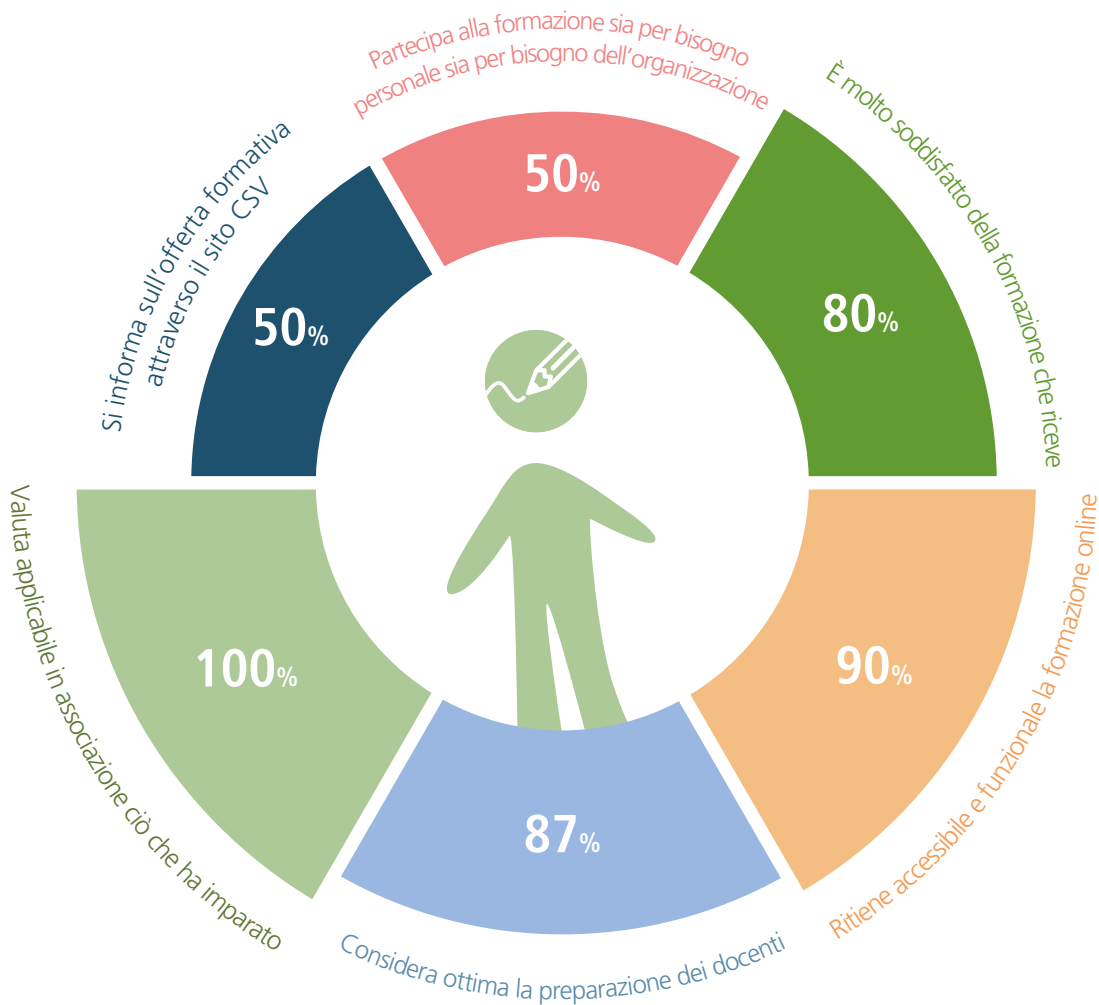 Partecipa alla formazione sia per bisogno
personale sia per bisogno dell'organizzazione
50%
È molto soddisfatto della formazione che riceve
80%
Ritiene accessibile e funzionale la formazione online
90%
Considera ottima la preparazione dei docenti
87%
Valuta applicabile in associazione ciò che ha imparato
100%
Si informa sull'offerta formativa
attraverso il sito CSV
50%